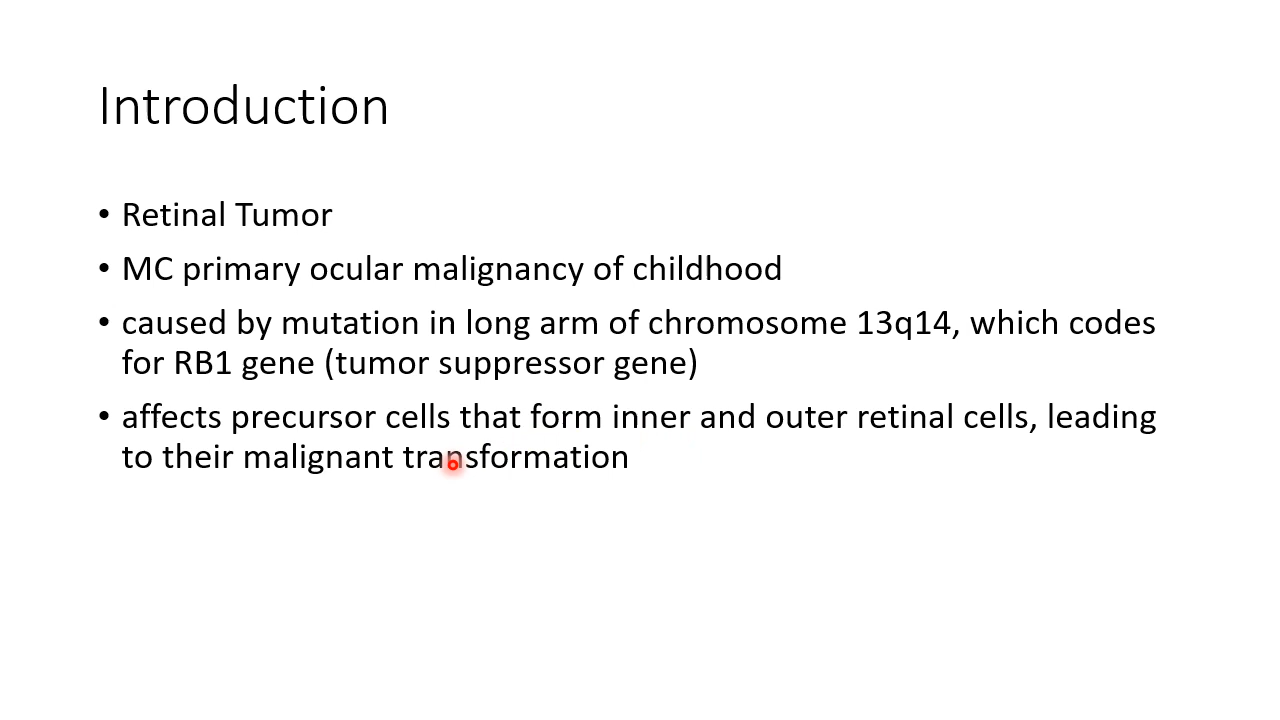 Introduction
• Retinal Tumor
• MC primary ocular malignancy of childhood
• caused by mutation in long arm of chromosome 13q14, which codes
for RB1 gene (tumor suppressor gene)
• affects precursor cells that form inner and outer retinal cells, leading
to their malignant transformation